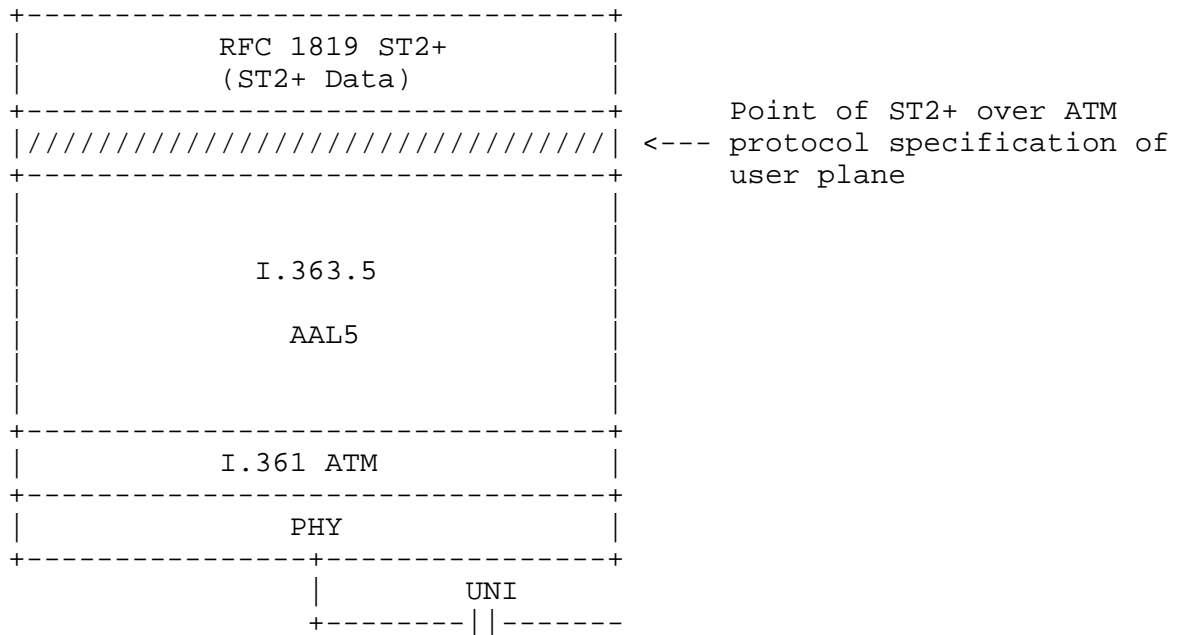 RFC 1819 ST2+
(ST2+ Data)
Point of ST2+ over ATM
<--- protocol specification of
user plane
I.363.5
AAL5
I.361 ATM
PHY
UNI